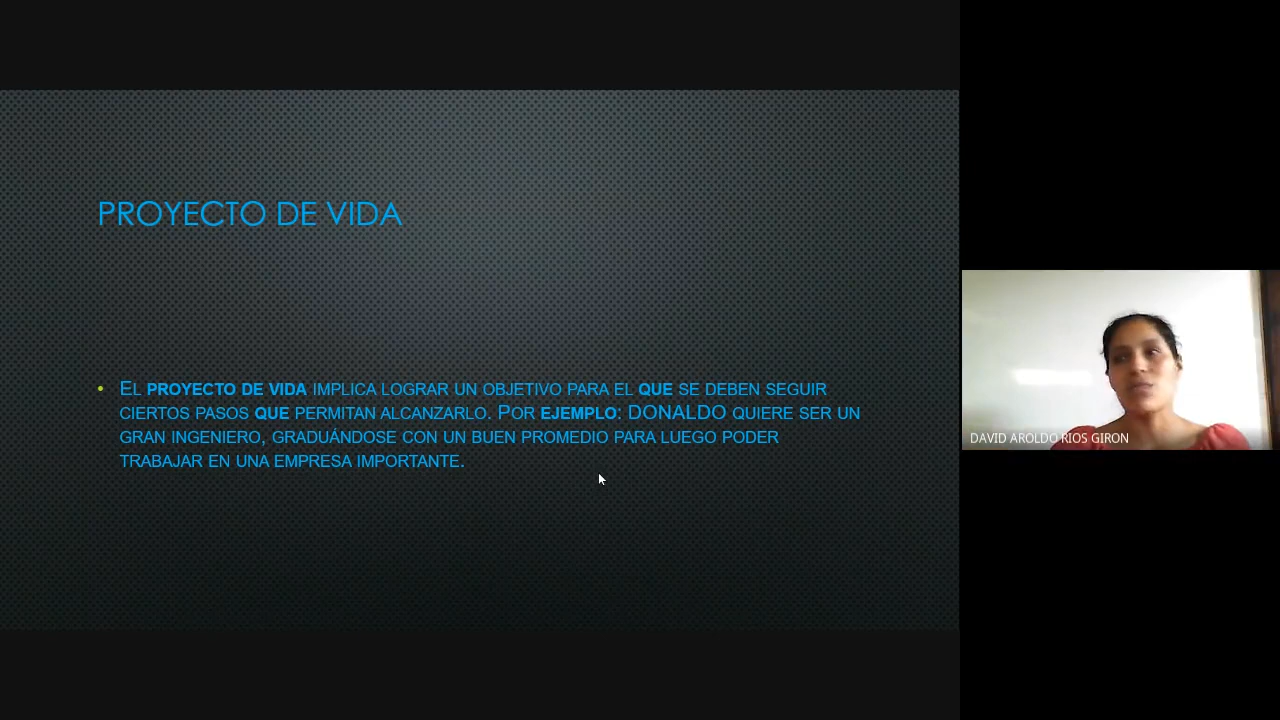 PROYECTO DE VIDA
• EL PROYECTO DE VIDA IMPLICA LOGRAR UN OBJETIVO PARA EL QUE SE DEBEN SEGUIR
CIERTOS PASOS QUE PERMITAN ALCANZARLO. POR EJEMPLO: DONALDO QUIERE SER UN
GRAN INGENIERO, GRADUÁNDOSE CON UN BUEN PROMEDIO PARA LUEGO PODER
TRABAJAR EN UNA EMPRESA IMPORTANTE.
DAVID AROLDO RIOS GIRON